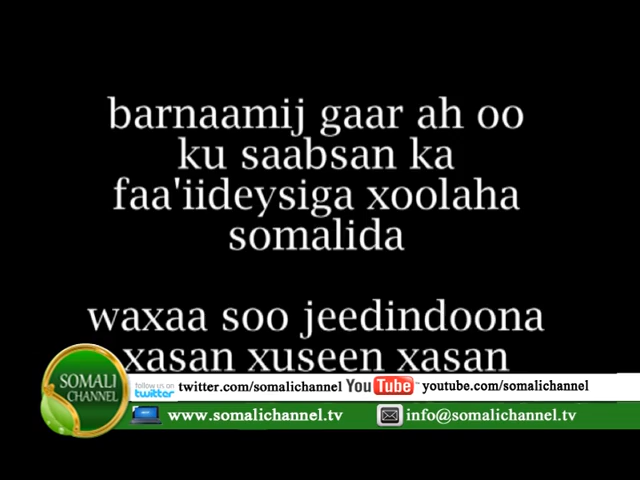 barnaamij gaar ah oo
ku saabsan ka
faa'iideysiga xoolaha
somalida
waxaa soo jeedindoona
xasan xuseen xasan
SOMALI
CHANNEL
follow us on
twitter
twitter.com/somalichannel YouTube youtube.com/somalichannel
www.somalichannel.tv info@somalichannel.tv